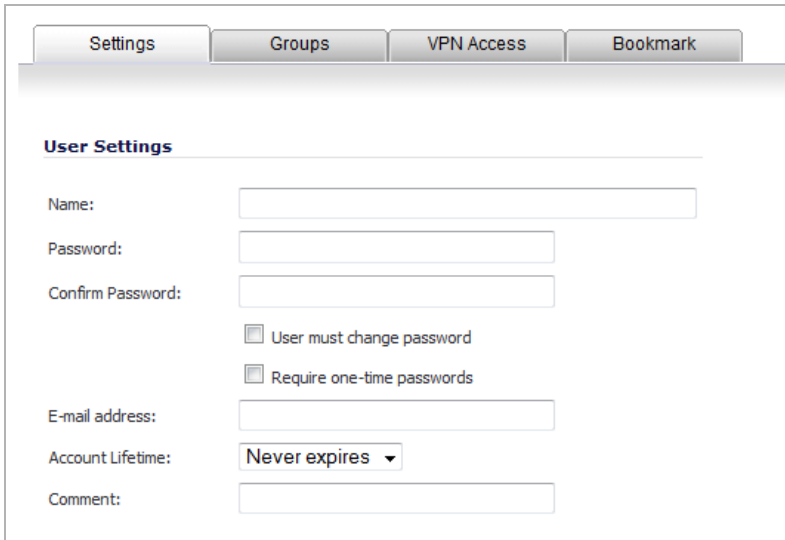 Settings Groups VPN Access Bookmark
User Settings
Name:
Password:
Confirm Password:
User must change password
Require one-time passwords
E-mail address:
Account Lifetime: Never expires
Comment: